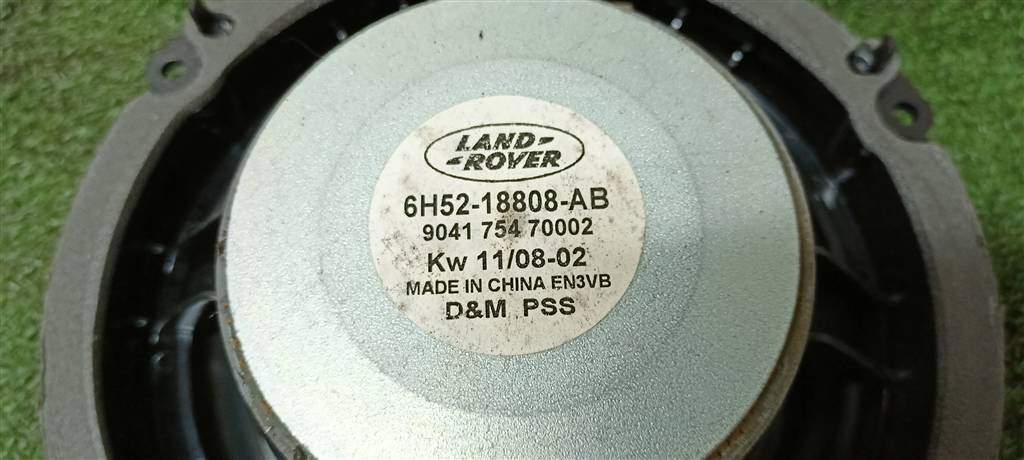 LAND-
-ROVER
6H52-18808-AB
9041 754 70002
Kw 11/08-02
MADE IN CHINA EN3VB
D&M PSS